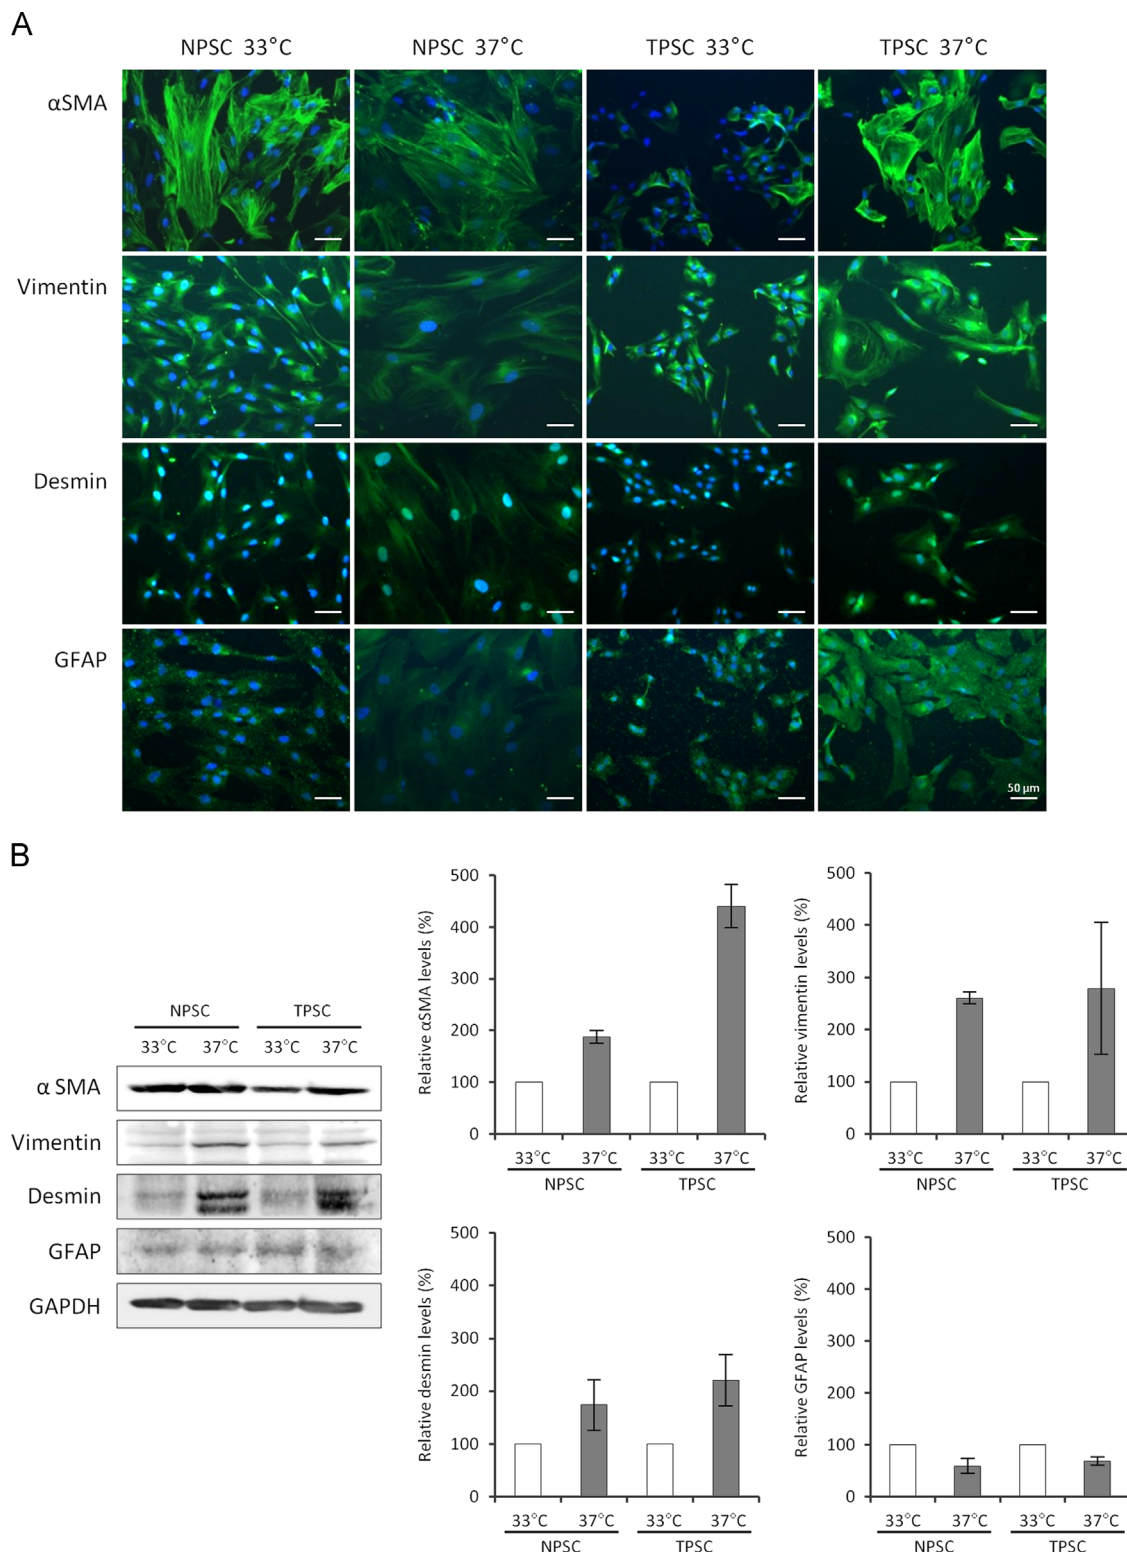 A
NPSC 33°C NPSC 37°C TPSC 33°C TPSC 37°C
αSMA
Vimentin
Desmin
GFAP
50 µm
B
NPSC TPSC
33°C 37°C 33°C 37°C
α SMA
Vimentin
Desmin
GFAP
GAPDH
Relative αSMA levels (%)
500
400
300
200
100
0
33°C 37°C 33°C 37°C
NPSC TPSC
Relative vimentin levels (%)
500
400
300
200
100
0
33°C 37°C 33°C 37°C
NPSC TPSC
Relative desmin levels (%)
500
400
300
200
100
0
33°C 37°C 33°C 37°C
NPSC TPSC
Relative GFAP levels (%)
500
400
300
200
100
0
33°C 37°C 33°C 37°C
NPSC TPSC